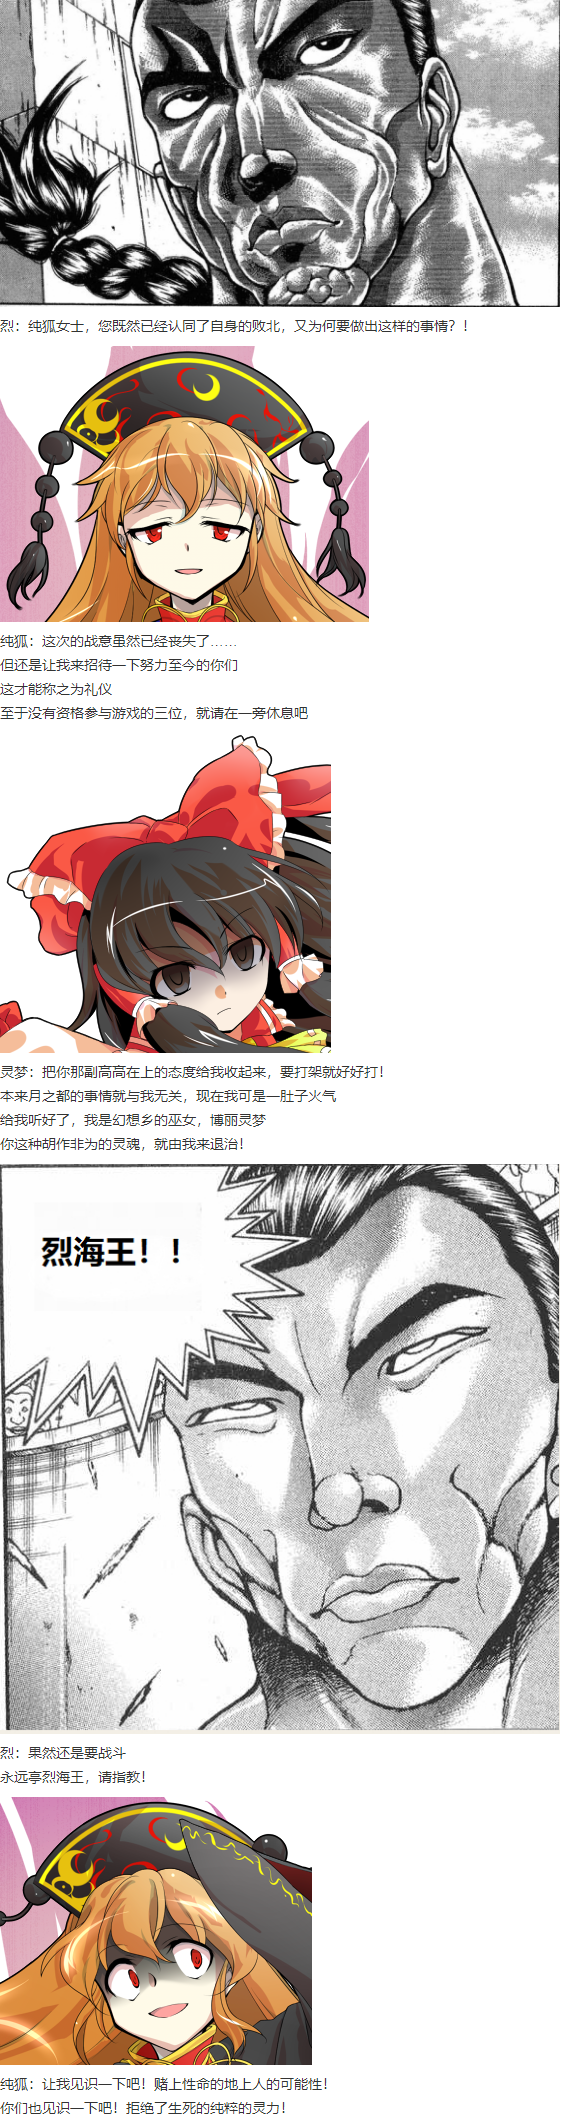 烈：纯狐女士，您既然已经认同了自身的败北，又为何要做出这样的事情？！
纯狐：这次的战意虽然已经丧失了……
但还是让我来招待一下努力至今的你们
这才能称之为礼仪
至于没有资格参与游戏的三位，就请在一旁休息吧
灵梦：把你那副高高在上的态度给我收起来，要打架就好好打！
本来月之都的事情就与我无关，现在我可是一肚子火气
给我听好了，我是幻想乡的巫女，博丽灵梦
你这种胡作非为的灵魂，就由我来退治！
烈海王！！
烈：果然还是要战斗
永远亭烈海王，请指教！
纯狐：让我见识一下吧！赌上性命的地上人的可能性！
你们也见识一下吧！拒绝了生死的纯粹的灵力！